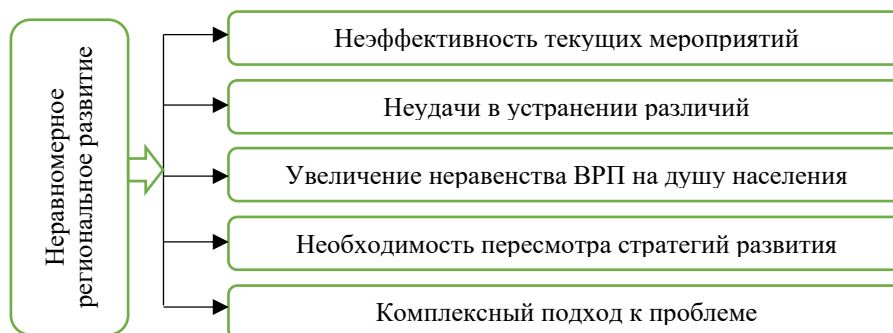 Неравномерное
региональное развитие
Неэффективность текущих мероприятий
Неудачи в устранении различий
Увеличение неравенства ВРП на душу населения
Необходимость пересмотра стратегий развития
Комплексный подход к проблеме